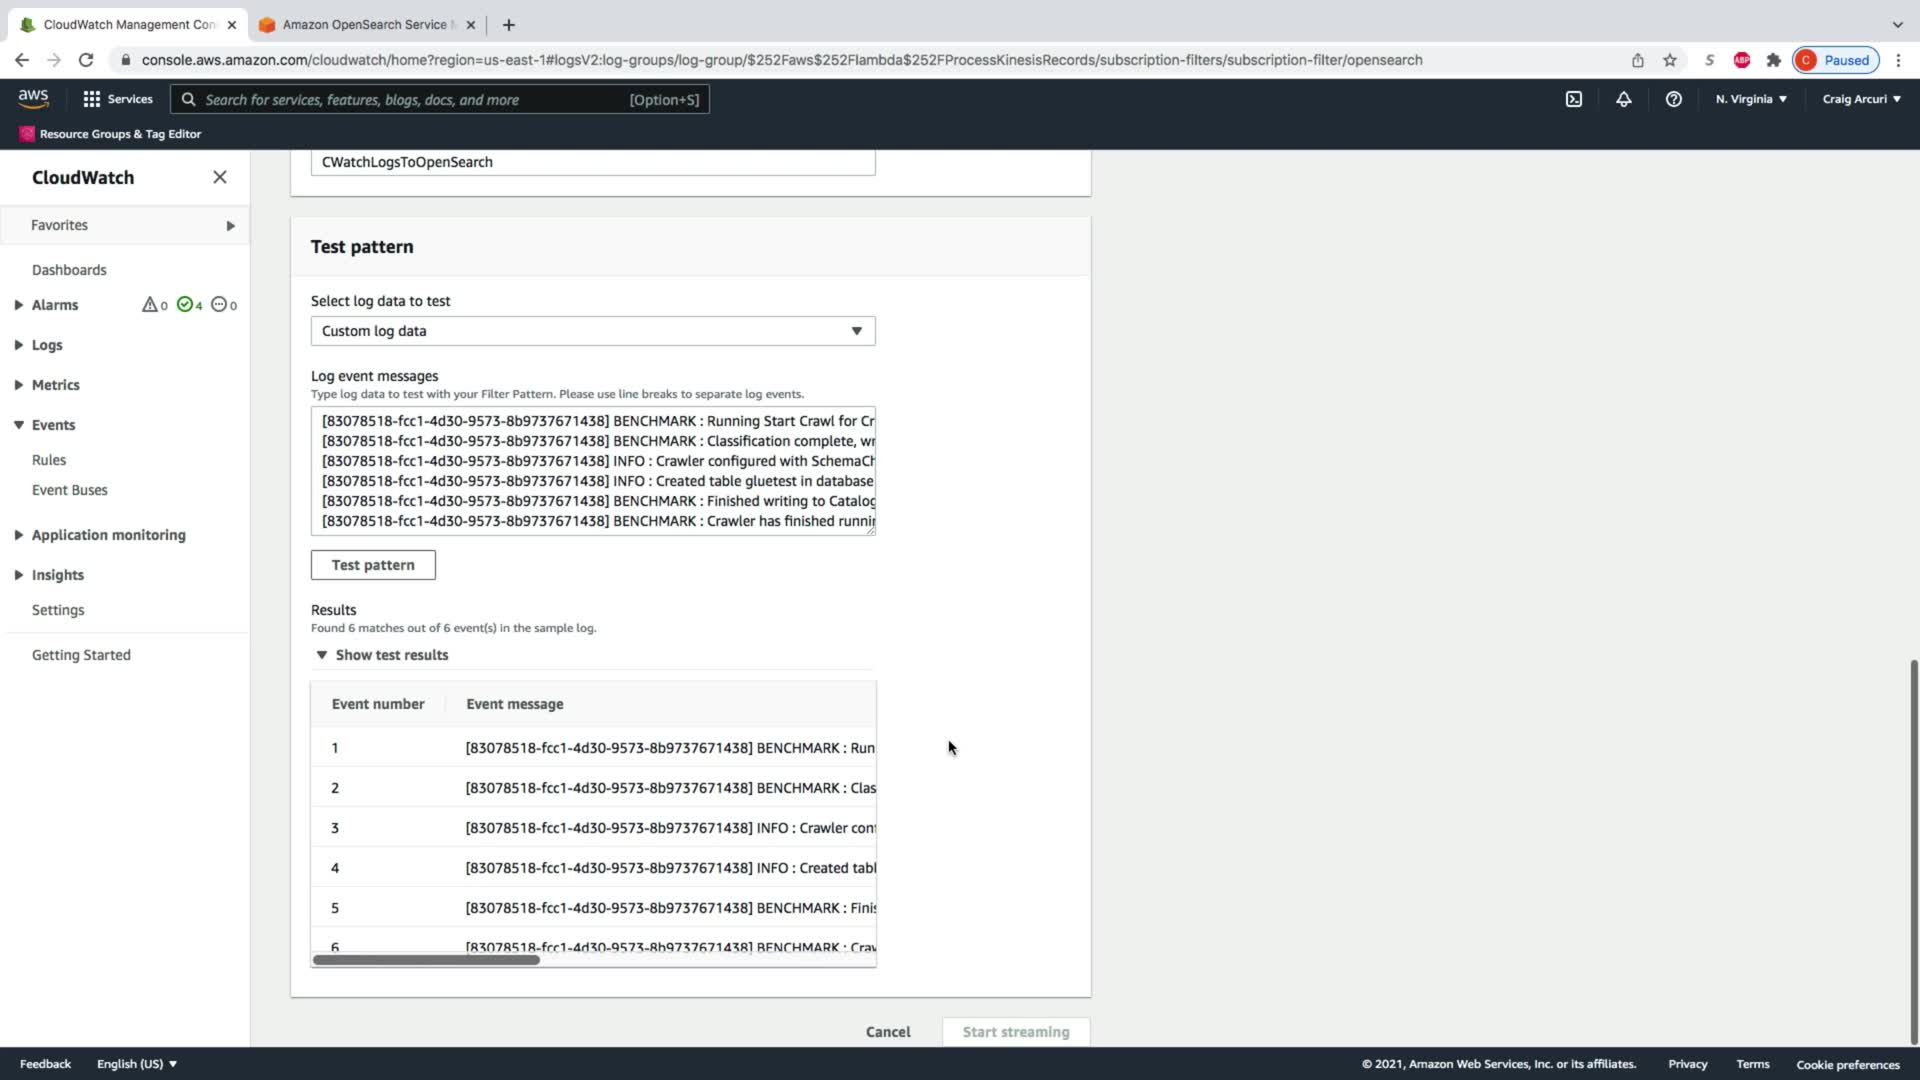 CloudWatch Management Con
Amazon OpenSearch Service M
console.aws.amazon.com/cloudwatch/home?region=us-east-1#logsV2:log-groups/log-group/$252Faws$252Flambda$252FProcessKinesisRecords/subscription-filters/subscription-filter/opensearch
S
ABP
C
Paused
aws
Services
Search for services, features, blogs, docs, and more
[Option+S]
N. Virginia
Craig Arcuri
Resource Groups & Tag Editor
CloudWatch
Favorites
Dashboards
Alarms
0
4
0
Logs
Metrics
Events
Rules
Event Buses
Application monitoring
Insights
Settings
Getting Started
CWatchLogsToOpenSearch
Test pattern
Select log data to test
Custom log data
Log event messages
Type log data to test with your Filter Pattern. Please use line breaks to separate log events.
[83078518-fcc1-4d30-9573-8b9737671438] BENCHMARK : Running Start Crawl for Cr
[83078518-fcc1-4d30-9573-8b9737671438] BENCHMARK : Classification complete, wr
[83078518-fcc1-4d30-9573-8b9737671438] INFO : Crawler configured with SchemaCh
[83078518-fcc1-4d30-9573-8b9737671438] INFO : Created table gluetest in database
[83078518-fcc1-4d30-9573-8b9737671438] BENCHMARK : Finished writing to Catalog
[83078518-fcc1-4d30-9573-8b9737671438] BENCHMARK : Crawler has finished runnin
Test pattern
Results
Found 6 matches out of 6 event(s) in the sample log.
Show test results
Event number
Event message
1
[83078518-fcc1-4d30-9573-8b9737671438] BENCHMARK : Run
2
[83078518-fcc1-4d30-9573-8b9737671438] BENCHMARK : Clas
3
[83078518-fcc1-4d30-9573-8b9737671438] INFO : Crawler con
4
[83078518-fcc1-4d30-9573-8b9737671438] INFO : Created tabl
5
[83078518-fcc1-4d30-9573-8b9737671438] BENCHMARK : Finis
6
[83078518-fcc1-4d30-9573-8b9737671438] BENCHMARK : Craw
Cancel
Start streaming
Feedback
English (US)
© 2021, Amazon Web Services, Inc. or its affiliates.
Privacy
Terms
Cookie preferences